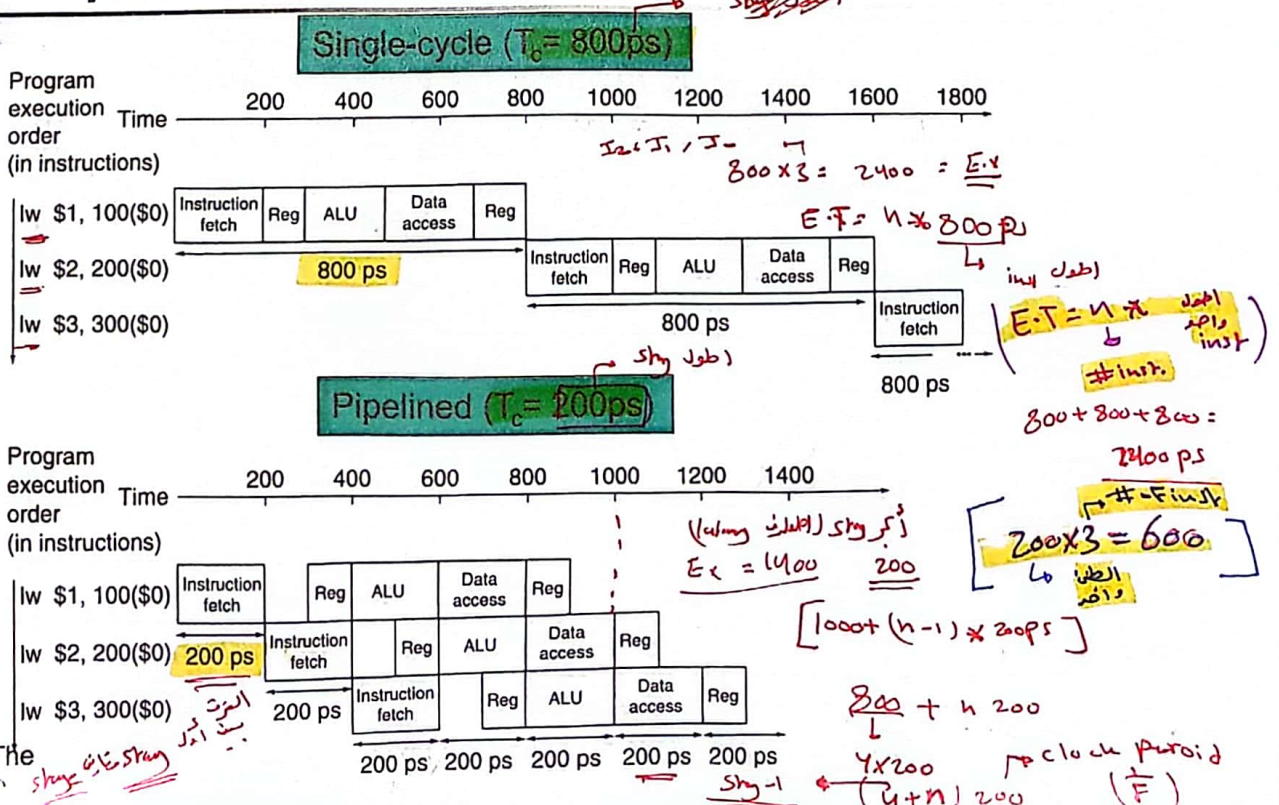 Single-cycle (Tc= 800ps)
Program
execution
order
(in instructions)
Time
200 400 600 800 1000 1200 1400 1600 1800
800×3= 2400 =
lw $1, 100($0)
Instruction fetch Reg ALU Data access Reg
E.T= n× 800 ps
lw $2, 200($0)
800 ps
Instruction fetch Reg ALU Data access Reg
اطول inst
lw $3, 300($0)
800 ps
Instruction fetch
E.T = n × اطول
inst
# inst.
800 ps
Pipelined (Tc= 200ps)
800+800+800=
2400 ps
Program
execution
order
(in instructions)
Time
200 400 600 800 1000 1200 1400
200×3 = 600
= 1400
200
lw $1, 100($0)
Instruction fetch Reg ALU Data access Reg
[1000+ (n-1) × 200ps]
lw $2, 200($0)
200 ps
Instruction fetch Reg ALU Data access Reg
lw $3, 300($0)
200 ps
Instruction fetch Reg ALU Data access Reg
800 + n 200
200 ps 200 ps 200 ps 200 ps 200 ps
The
4×200
(4+n) 200